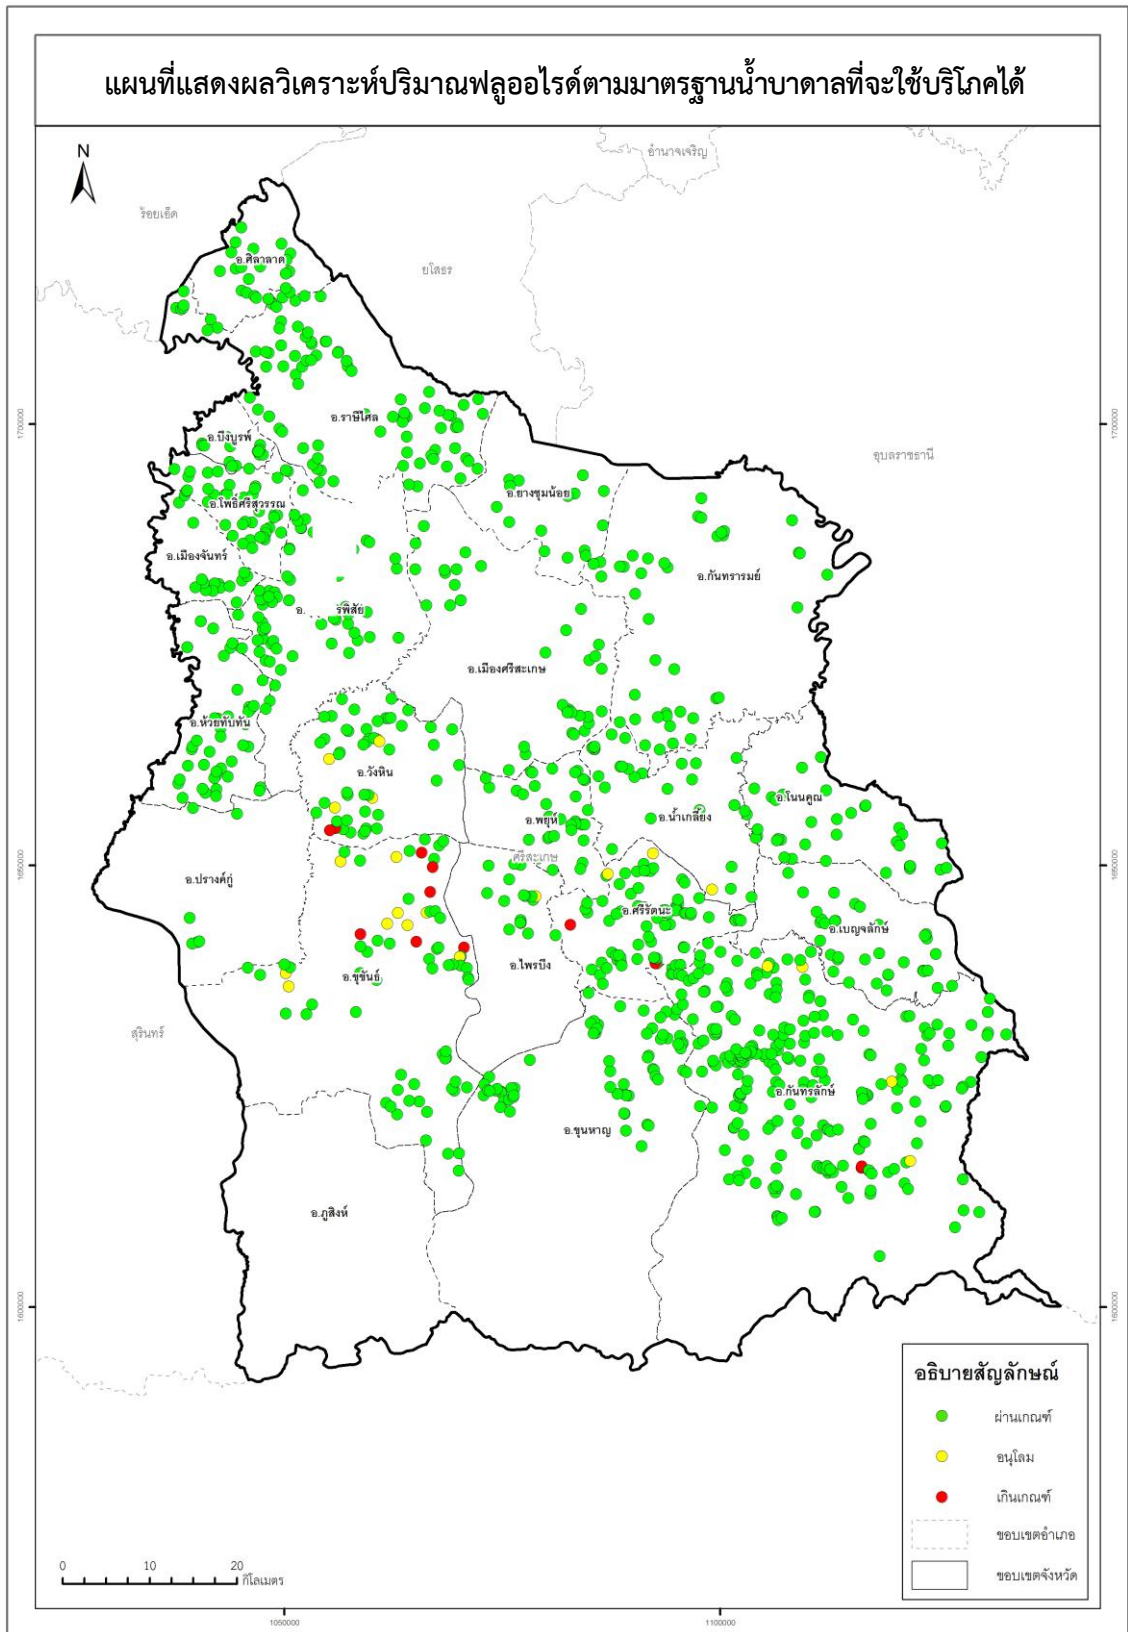 แผนที่แสดงผลวิเคราะห์ปริมาณฟลูออไรด์ตามมาตรฐานน้ำบาดาลที่จะใช้บริโภคได้
N
อำนาจเจริญ
ร้อยเอ็ด
ยโสธร
อ.ศิลาลาด
อ.ราษีไศล
1700000
1700000
อ.บึงบูรพ์
อุบลราชธานี
อ.ยางชุมน้อย
อ.โพธิ์ศรีสุวรรณ
อ.เมืองจันทร์
อ.กันทรารมย์
อ.
รพิสัย
อ.เมืองศรีสะเกษ
อ.ห้วยทับทัน
อ.วังหิน
อ.โนนคูณ
อ.พยุห์
อ.น้ำเกลี้ยง
ศรีสะเกษ
1650000
1650000
อ.ปรางค์กู่
อ.ศรีรัตนะ
อ.เบญจลักษ์
อ.ไพรบึง
อ.ขุขันธ์
สุรินทร์
อ.กันทรลักษ์
อ.ขุนหาญ
อ.ภูสิงห์
1600000
1600000
อธิบายสัญลักษณ์
ผ่านเกณฑ์
อนุโลม
เกินเกณฑ์
ขอบเขตอำเภอ
ขอบเขตจังหวัด
0 10 20
กิโลเมตร
1050000 1100000